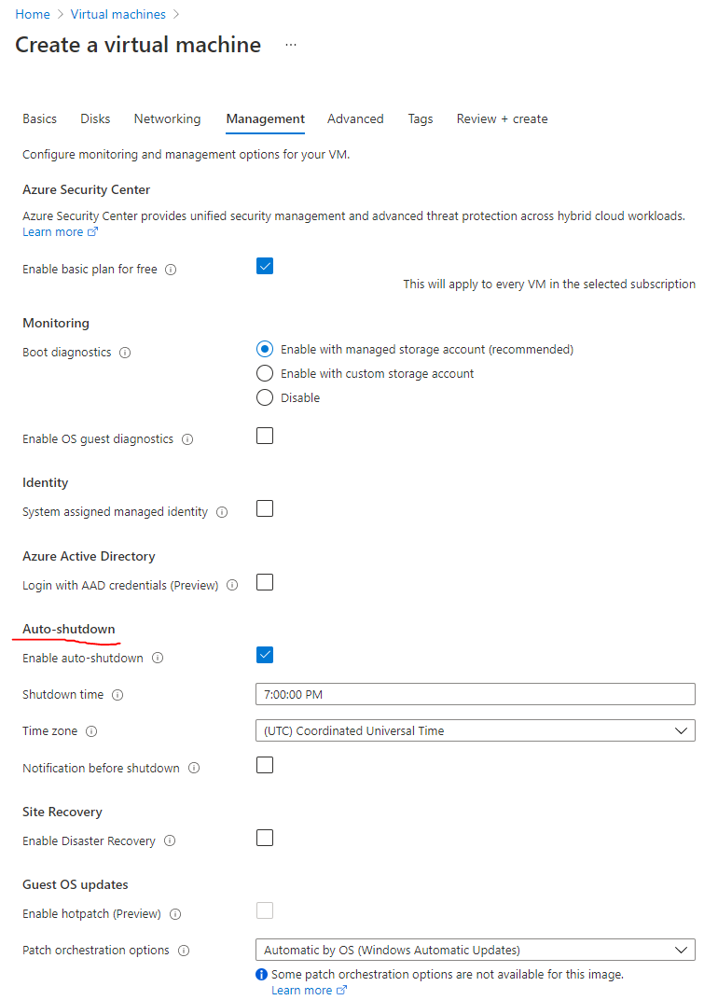 Home > Virtual machines >
Create a virtual machine ...
Basics Disks Networking Management Advanced Tags Review + create
Configure monitoring and management options for your VM.
Azure Security Center
Azure Security Center provides unified security management and advanced threat protection across hybrid cloud workloads.
Learn more
Enable basic plan for free
This will apply to every VM in the selected subscription
Monitoring
Boot diagnostics
Enable with managed storage account (recommended)
Enable with custom storage account
Disable
Enable OS guest diagnostics
Identity
System assigned managed identity
Azure Active Directory
Login with AAD credentials (Preview)
Auto-shutdown
Enable auto-shutdown
Shutdown time 7:00:00 PM
Time zone (UTC) Coordinated Universal Time
Notification before shutdown
Site Recovery
Enable Disaster Recovery
Guest OS updates
Enable hotpatch (Preview)
Patch orchestration options Automatic by OS (Windows Automatic Updates)
Some patch orchestration options are not available for this image.
Learn more